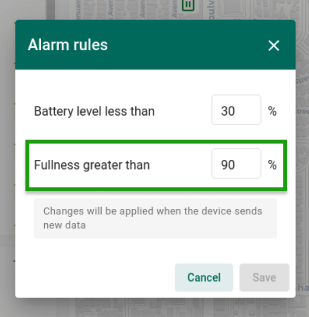 Alarm rules
Battery level less than 30 %
Fullness greater than 90 %
Changes will be applied when the device sends
new data
Cancel Save